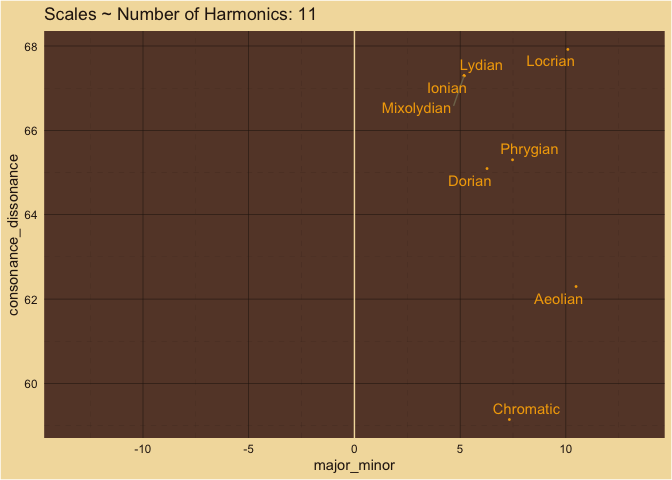 Scales ~ Number of Harmonics: 11
consonance_dissonance
68
66
64
62
60
Lydian
Locrian
Ionian
Mixolydian
Phrygian
Dorian
Aeolian
Chromatic
-10
-5
0
5
10
major_minor